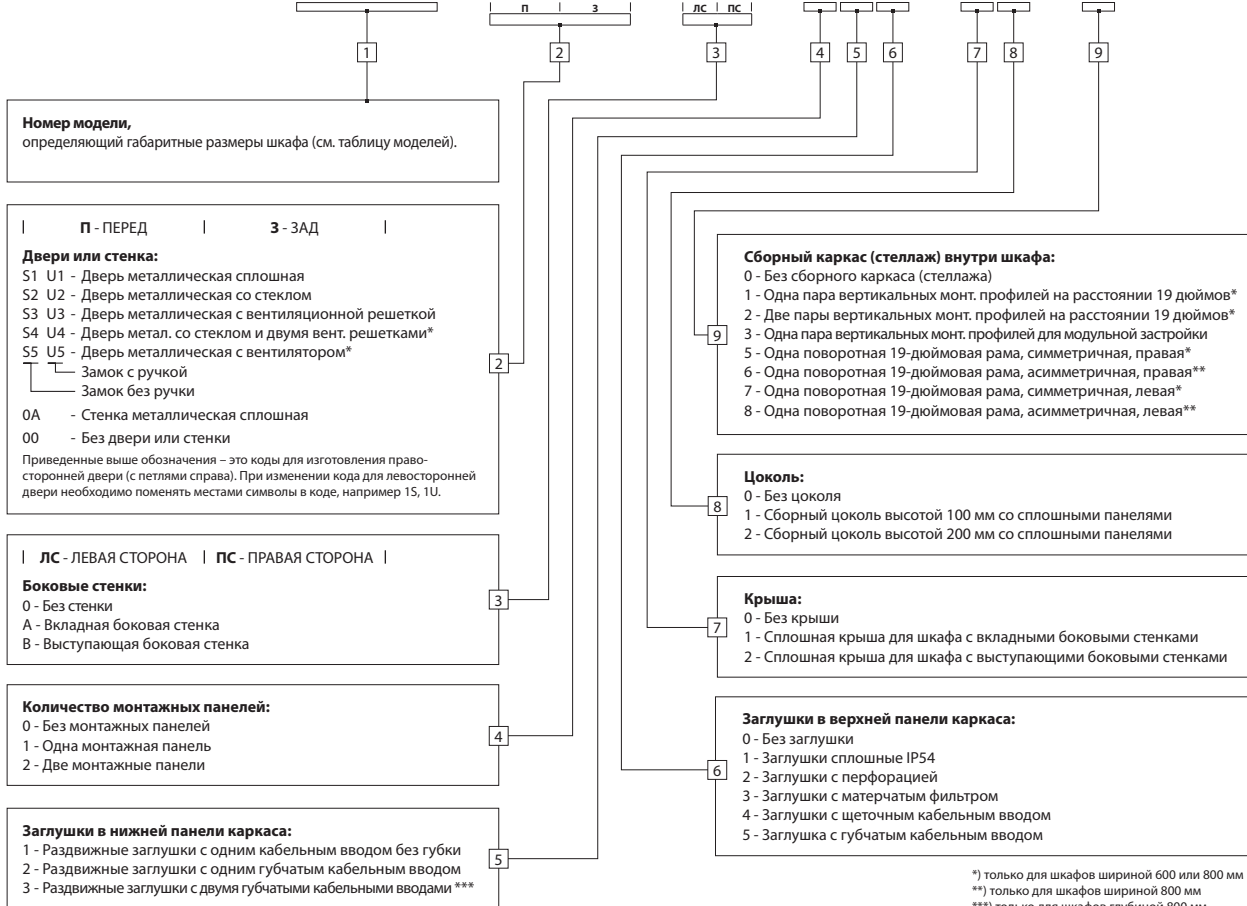 П З ЛС ПС
1 2 3 4 5 6 7 8 9
Номер модели,
определяющий габаритные размеры шкафа (см. таблицу моделей).
П - ПЕРЕД З - ЗАД
Двери или стенка:
S1 U1 - Дверь металлическая сплошная
S2 U2 - Дверь металлическая со стеклом
S3 U3 - Дверь металлическая с вентиляционной решеткой
S4 U4 - Дверь метал. со стеклом и двумя вент. решетками*
S5 U5 - Дверь металлическая с вентилятором*
Замок с ручкой
Замок без ручки
0A - Стенка металлическая сплошная
00 - Без двери или стенки
Приведенные выше обозначения – это коды для изготовления право-
сторонней двери (с петлями справа). При изменении кода для левосторонней
двери необходимо поменять местами символы в коде, например 1S, 1U.
2
ЛС - ЛЕВАЯ СТОРОНА ПС - ПРАВАЯ СТОРОНА
Боковые стенки:
0 - Без стенки
A - Вкладная боковая стенка
B - Выступающая боковая стенка
3
Количество монтажных панелей:
0 - Без монтажных панелей
1 - Одна монтажная панель
2 - Две монтажные панели
4
Заглушки в нижней панели каркаса:
1 - Раздвижные заглушки с одним кабельным вводом без губки
2 - Раздвижные заглушки с одним губчатым кабельным вводом
3 - Раздвижные заглушки с двумя губчатыми кабельными вводами ***
5
Сборный каркас (стеллаж) внутри шкафа:
0 - Без сборного каркаса (стеллажа)
1 - Одна пара вертикальных монт. профилей на расстоянии 19 дюймов*
2 - Две пары вертикальных монт. профилей на расстоянии 19 дюймов*
3 - Одна пара вертикальных монт. профилей для модульной застройки
5 - Одна поворотная 19-дюймовая рама, симметричная, правая*
6 - Одна поворотная 19-дюймовая рама, асимметричная, правая**
7 - Одна поворотная 19-дюймовая рама, симметричная, левая*
8 - Одна поворотная 19-дюймовая рама, асимметричная, левая**
9
Цоколь:
0 - Без цоколя
1 - Сборный цоколь высотой 100 мм со сплошными панелями
2 - Сборный цоколь высотой 200 мм со сплошными панелями
8
Крыша:
0 - Без крыши
1 - Сплошная крыша для шкафа с вкладными боковыми стенками
2 - Сплошная крыша для шкафа с выступающими боковыми стенками
7
Заглушки в верхней панели каркаса:
0 - Без заглушки
1 - Заглушки сплошные IP54
2 - Заглушки с перфорацией
3 - Заглушки с матерчатым фильтром
4 - Заглушки с щеточным кабельным вводом
5 - Заглушка с губчатым кабельным вводом
6
*) только для шкафов шириной 600 или 800 мм
**) только для шкафов шириной 800 мм
***) только для шкафов глубиной 800 мм